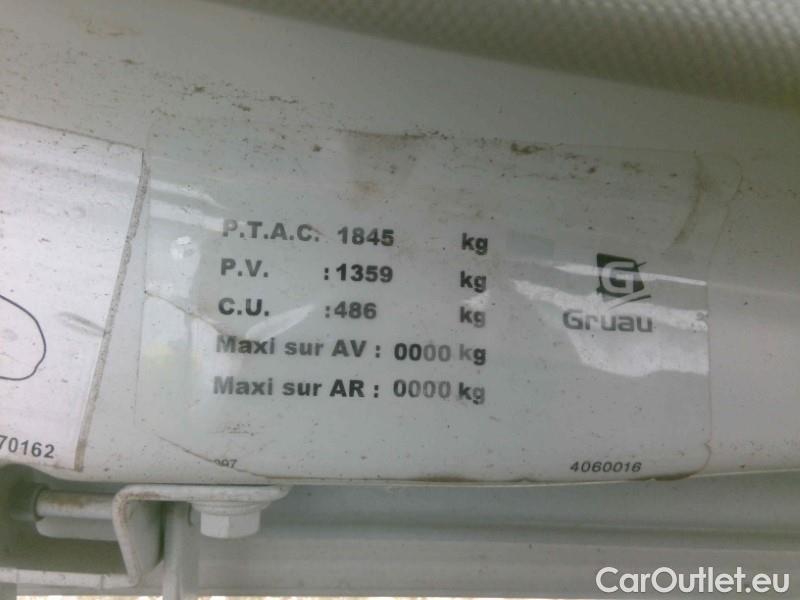 P.T.A.C. 1845 kg
P.V. : 1359 kg
C.U. : 486 kg
Maxi sur AV : 0000 kg
Maxi sur AR : 0000 kg
G
Gruau
70162
097
4060016
CarOutlet.eu